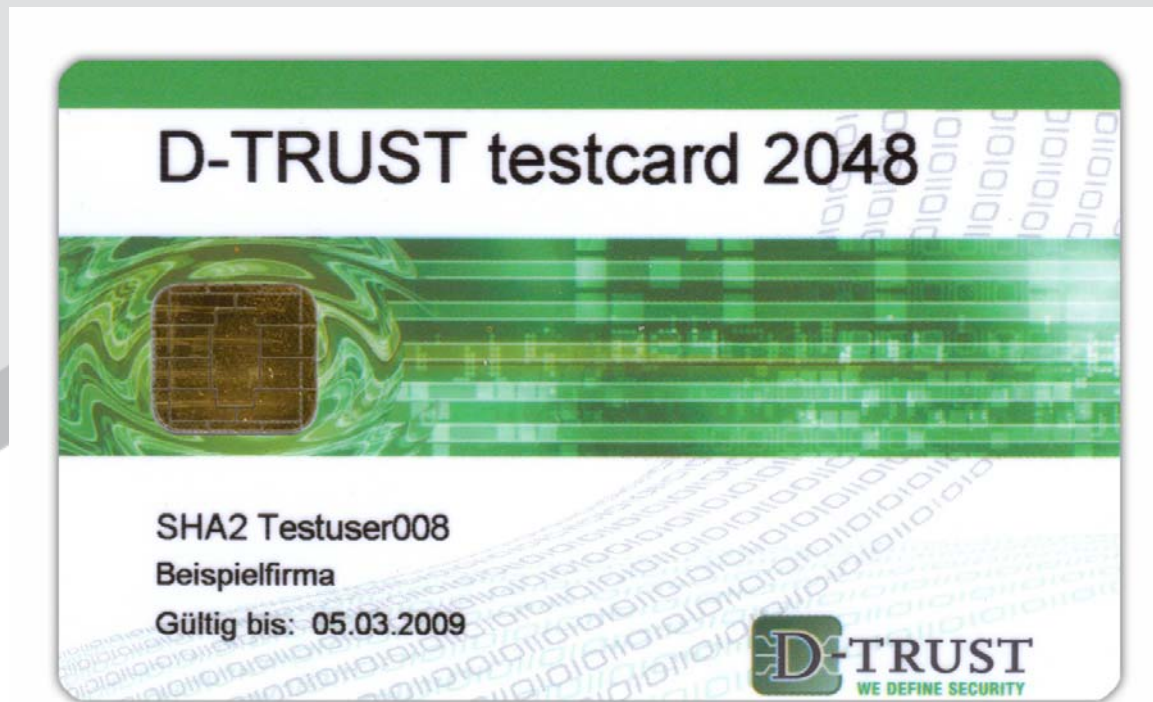 D-TRUST testcard 2048
SHA2 Testuser008
Beispielfirma
Gültig bis: 05.03.2009
D-TRUST
WE DEFINE SECURITY